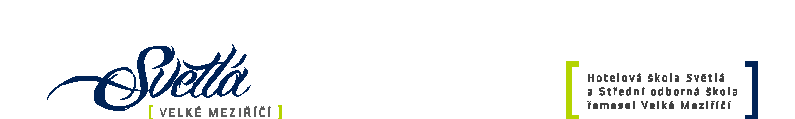 Světlá
[ VELKÉ MEZIŘÍČÍ ]
Hotelová škola Světlá
a Střední odborná škola
řemesel Velké Meziříčí